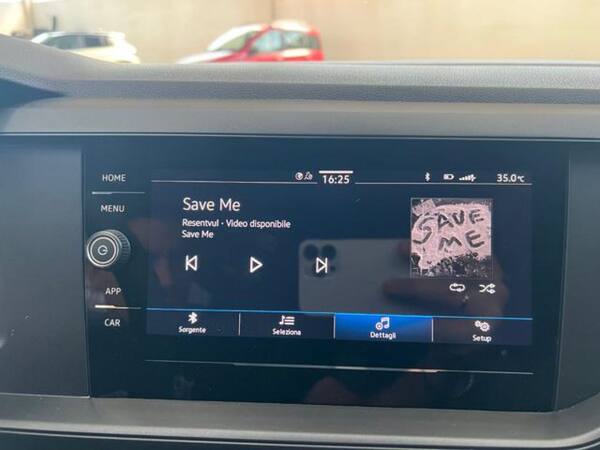 HOME
MENU
APP
CAR
16:25
35.0°C
Save Me
Resentvul • Video disponibile
Save Me
SAVE
ME
Sorgente
Seleziona
Dettagli
Setup